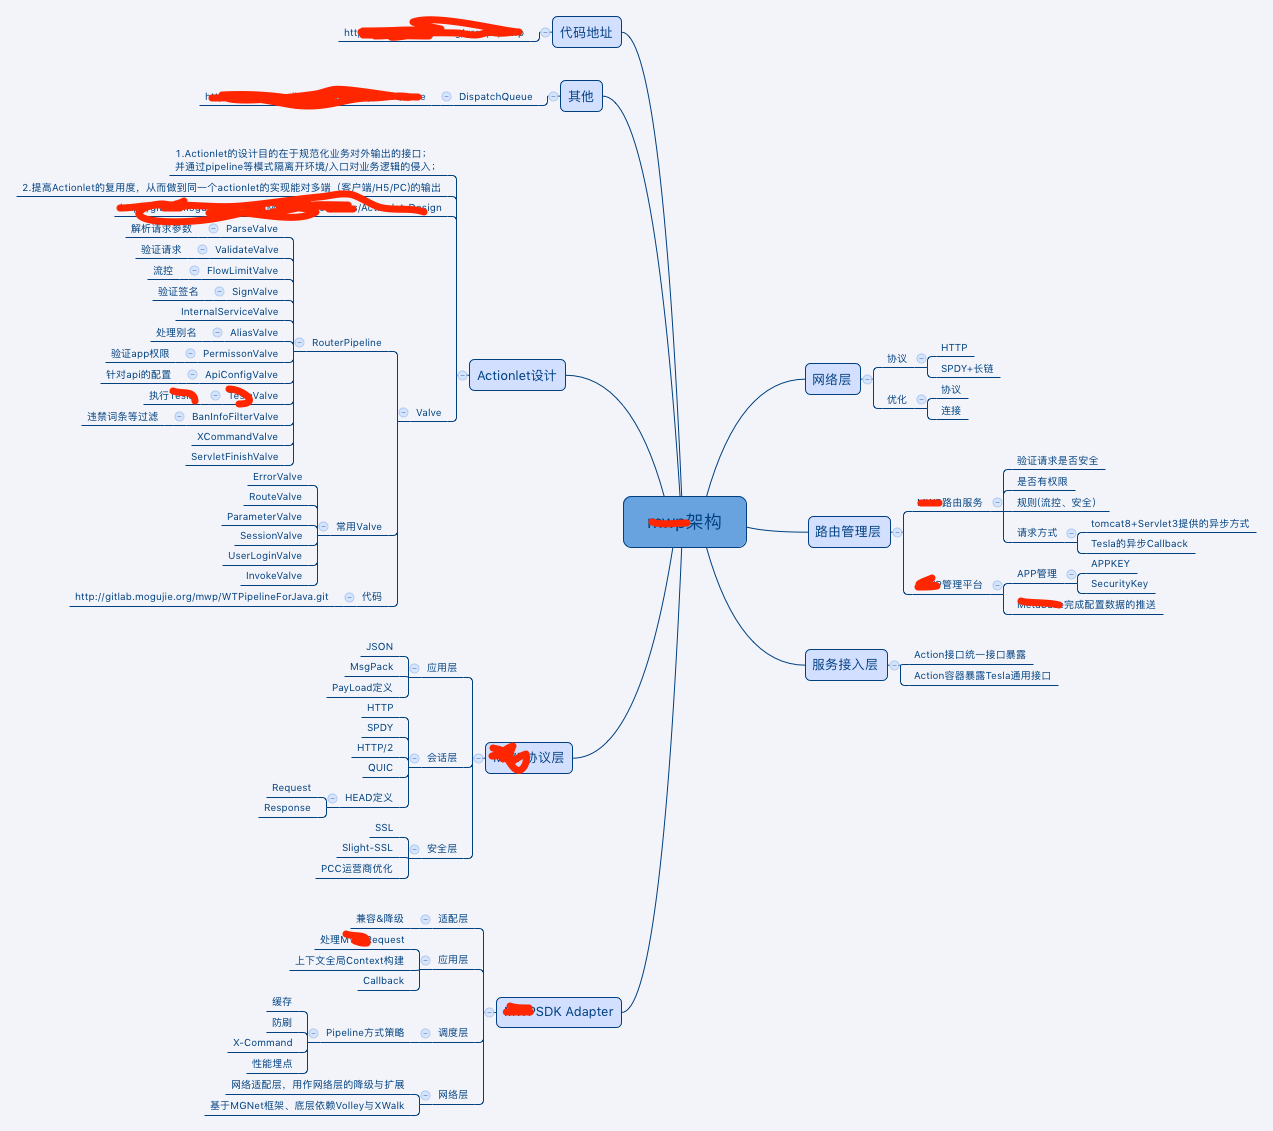 代码地址
DispatchQueue
其他
1.Actionlet的设计目的在于规范化业务对外输出的接口；
并通过pipeline等模式隔离开环境/入口对业务逻辑的侵入；
2.提高Actionlet的复用度，从而做到同一个actionlet的实现能对多端（客户端/H5/PC)的输出
解析请求参数 ParseValve
验证请求 ValidateValve
流控 FlowLimitValve
验证签名 SignValve
InternalServiceValve
处理别名 AliasValve
RouterPipeline
验证app权限 PermissonValve
针对api的配置 ApiConfigValve
Actionlet设计
执行 Valve
违禁词条等过滤 BanInfoFilterValve
Valve
XCommandValve
ServletFinishValve
ErrorValve
RouteValve
ParameterValve
常用Valve
SessionValve
UserLoginValve
InvokeValve
http://gitlab.mogujie.org/mwp/WTPipelineForJava.git 代码
架构
网络层
协议
HTTP
SPDY+长链
优化
协议
连接
路由管理层
路由服务
验证请求是否安全
是否有权限
规则(流控、安全)
请求方式
tomcat8+Servlet3提供的异步方式
Tesla的异步Callback
管理平台
APP管理
APPKEY
SecurityKey
完成配置数据的推送
服务接入层
Action接口统一接口暴露
Action容器暴露Tesla通用接口
JSON
MsgPack
应用层
PayLoad定义
HTTP
SPDY
HTTP/2
会话层
协议层
QUIC
Request
HEAD定义
Response
SSL
Slight-SSL
安全层
PCC运营商优化
兼容&降级 适配层
处理M Request
上下文全局Context构建
应用层
Callback
缓存
PSDK Adapter
防刷
Pipeline方式策略 调度层
X-Command
性能埋点
网络适配层，用作网络层的降级与扩展
网络层
基于MGNet框架、底层依赖Volley与XWalk